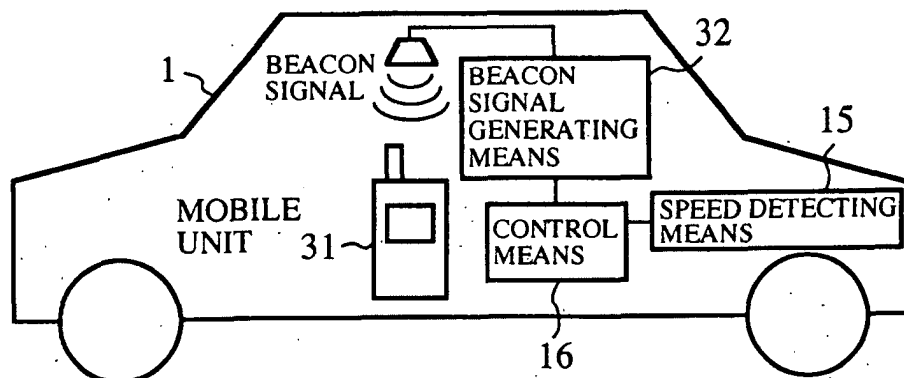 1
BEACON
SIGNAL
32
BEACON
SIGNAL
GENERATING
MEANS
15
SPEED DETECTING
MEANS
MOBILE
UNIT
31
CONTROL
MEANS
16